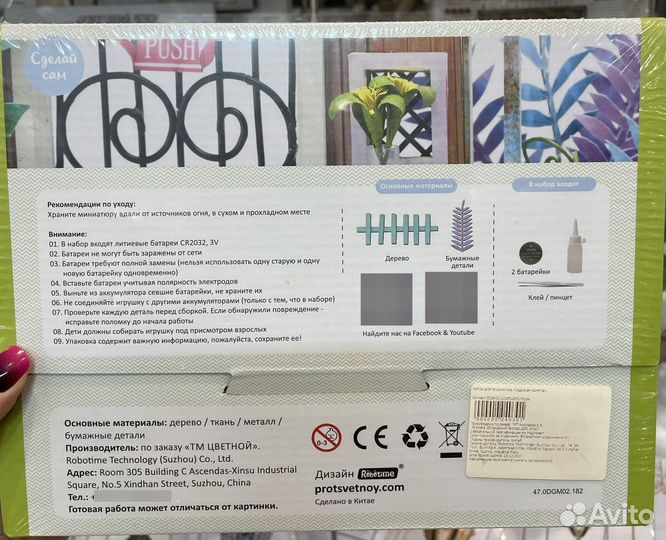 PUSH
Сделай
сам
Рекомендации по уходу:
Храните миниатюру вдали от источников огня, в сухом и прохладном месте
Внимание:
01. В набор входят литиевые батареи CR2032, 3V
02. Батареи не могут быть заражены от сети
03. Батареи требуют полной замены (нельзя использовать одну старую и одну
новую батарейку одновременно)
04. Вставьте батареи учитывая полярность электродов
05. Выньте из аккумулятора севшие батарейки, не храните их
06. Не соединяйте игрушку с другими аккумуляторами (только с тем, что в наборе)
07. Проверьте каждую деталь перед сборкой. Если обнаружили повреждение -
исправьте поломку до начала работы
08. Дети должны собирать игрушку под присмотром взрослых
09. Упаковка содержит важную информацию, пожалуйста, сохраните ее!
Основные материалы
Дерево
Бумажные
детали
Найдите нас на Facebook & Youtube
В набор входят
2 батарейки
Клей / пинцет
Основные материалы: дерево / ткань / металл /
бумажные детали
Произведено: по заказу «ТМ ЦВЕТНОЙ».
Robotime Technology (Suzhou) Co., Ltd.
Адрес: Room 305 Building C Ascendas-Xinsu Industrial
Square, No.5 Xindhan Street, Suzhou, China
Тел.: +
Готовая работа может отличаться от картинки.
0-3
CE
Дизайн Robotime
protsvetnoy.com
Сделано в Китае
47.0DGM02.182
Avito